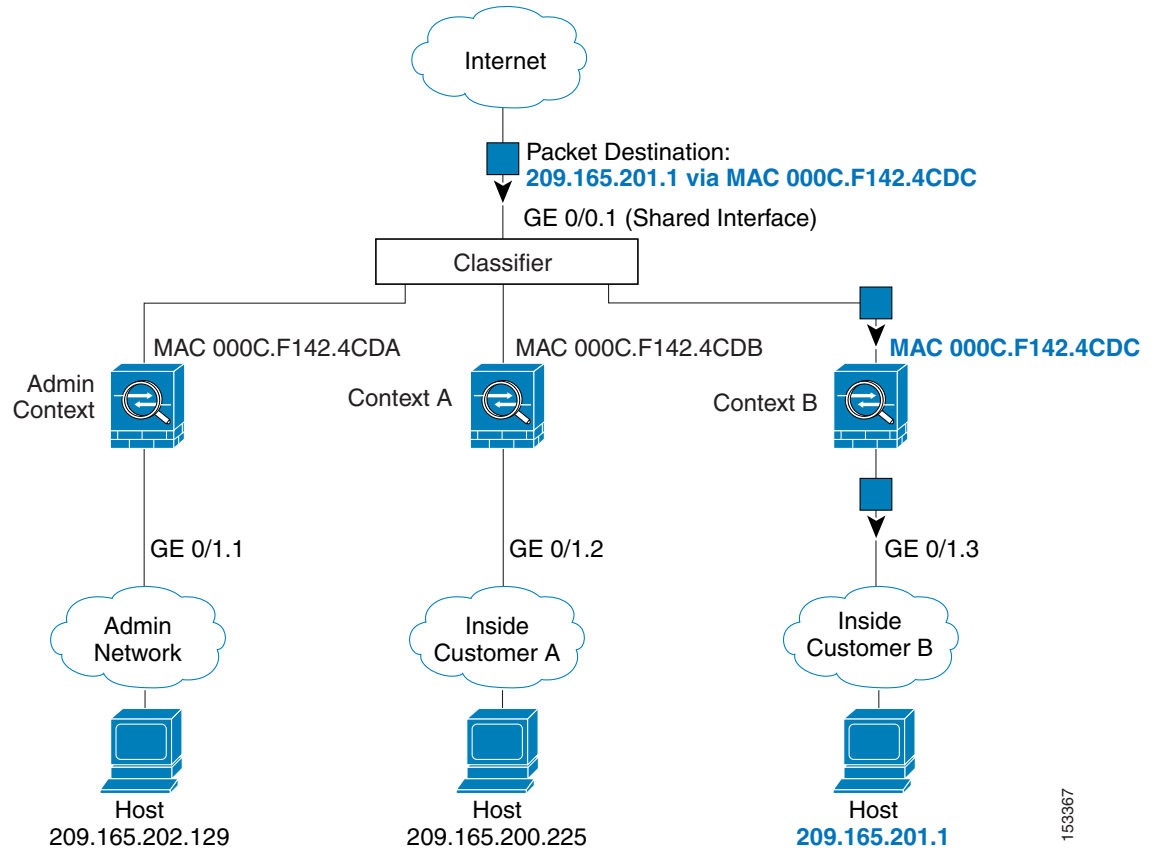 Internet
Packet Destination:
209.165.201.1 via MAC 000C.F142.4CDC
GE 0/0.1 (Shared Interface)
Classifier
MAC 000C.F142.4CDA
MAC 000C.F142.4CDB
MAC 000C.F142.4CDC
Admin
Context
Context A
Context B
GE 0/1.1
GE 0/1.2
GE 0/1.3
Admin
Network
Inside
Customer A
Inside
Customer B
Host
209.165.202.129
Host
209.165.200.225
Host
209.165.201.1
153367